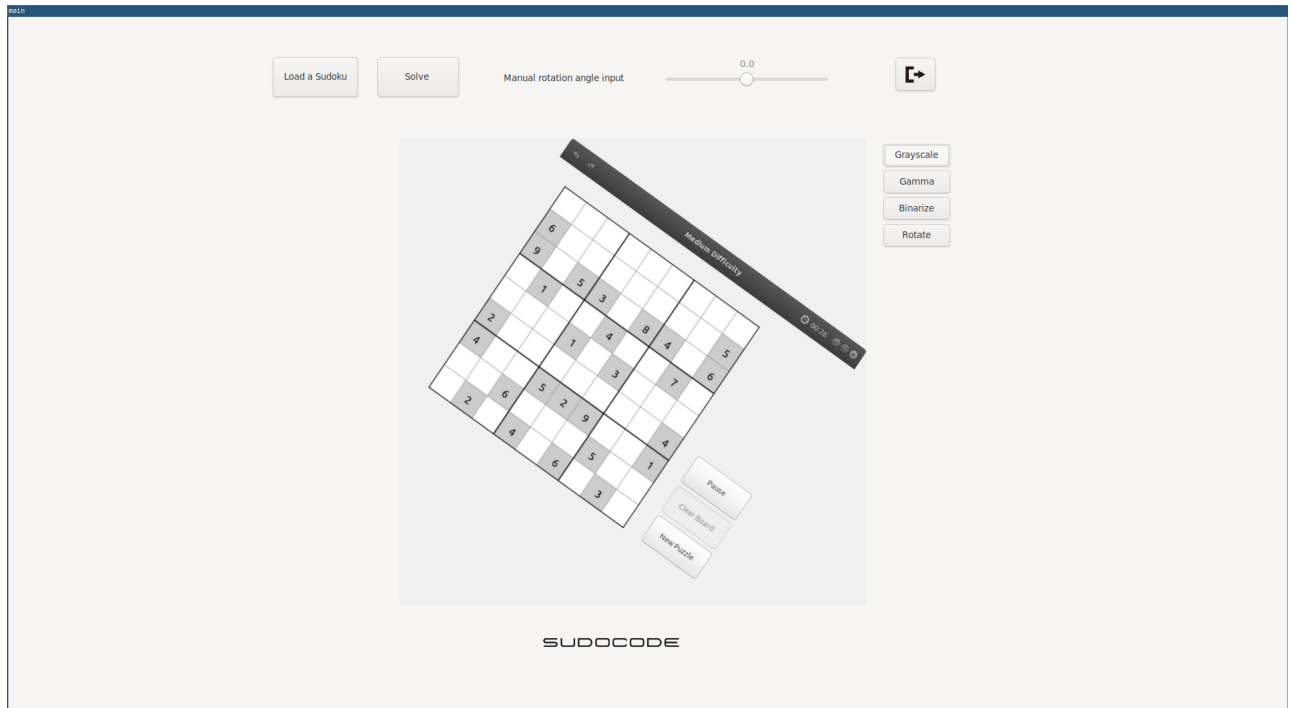 main
Load a Sudoku
Solve
Manual rotation angle input
0.0
Grayscale
Gamma
Binarize
Rotate
Medium Difficulty
00:26
6 5
9 5 3 8 4 6
1 4 7
1 3
2 4
4 5 2 9 1
6 5
2 4 6 3
Pause
Clear Board
New Puzzle
SUDOCODE